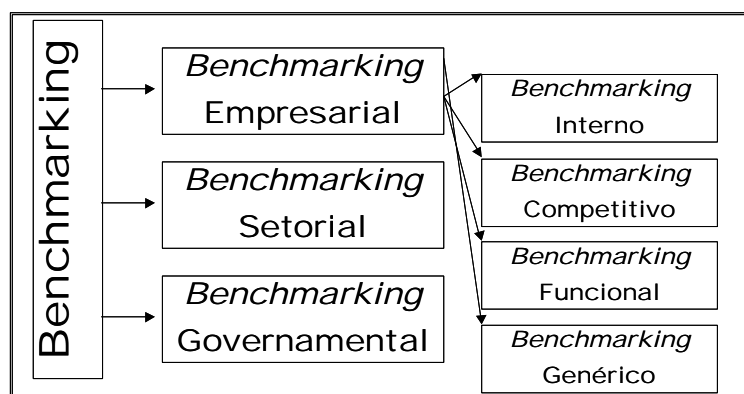 Benchmarking
Benchmarking
Empresarial
Benchmarking
Setorial
Benchmarking
Governamental
Benchmarking
Interno
Benchmarking
Competitivo
Benchmarking
Funcional
Benchmarking
Genérico